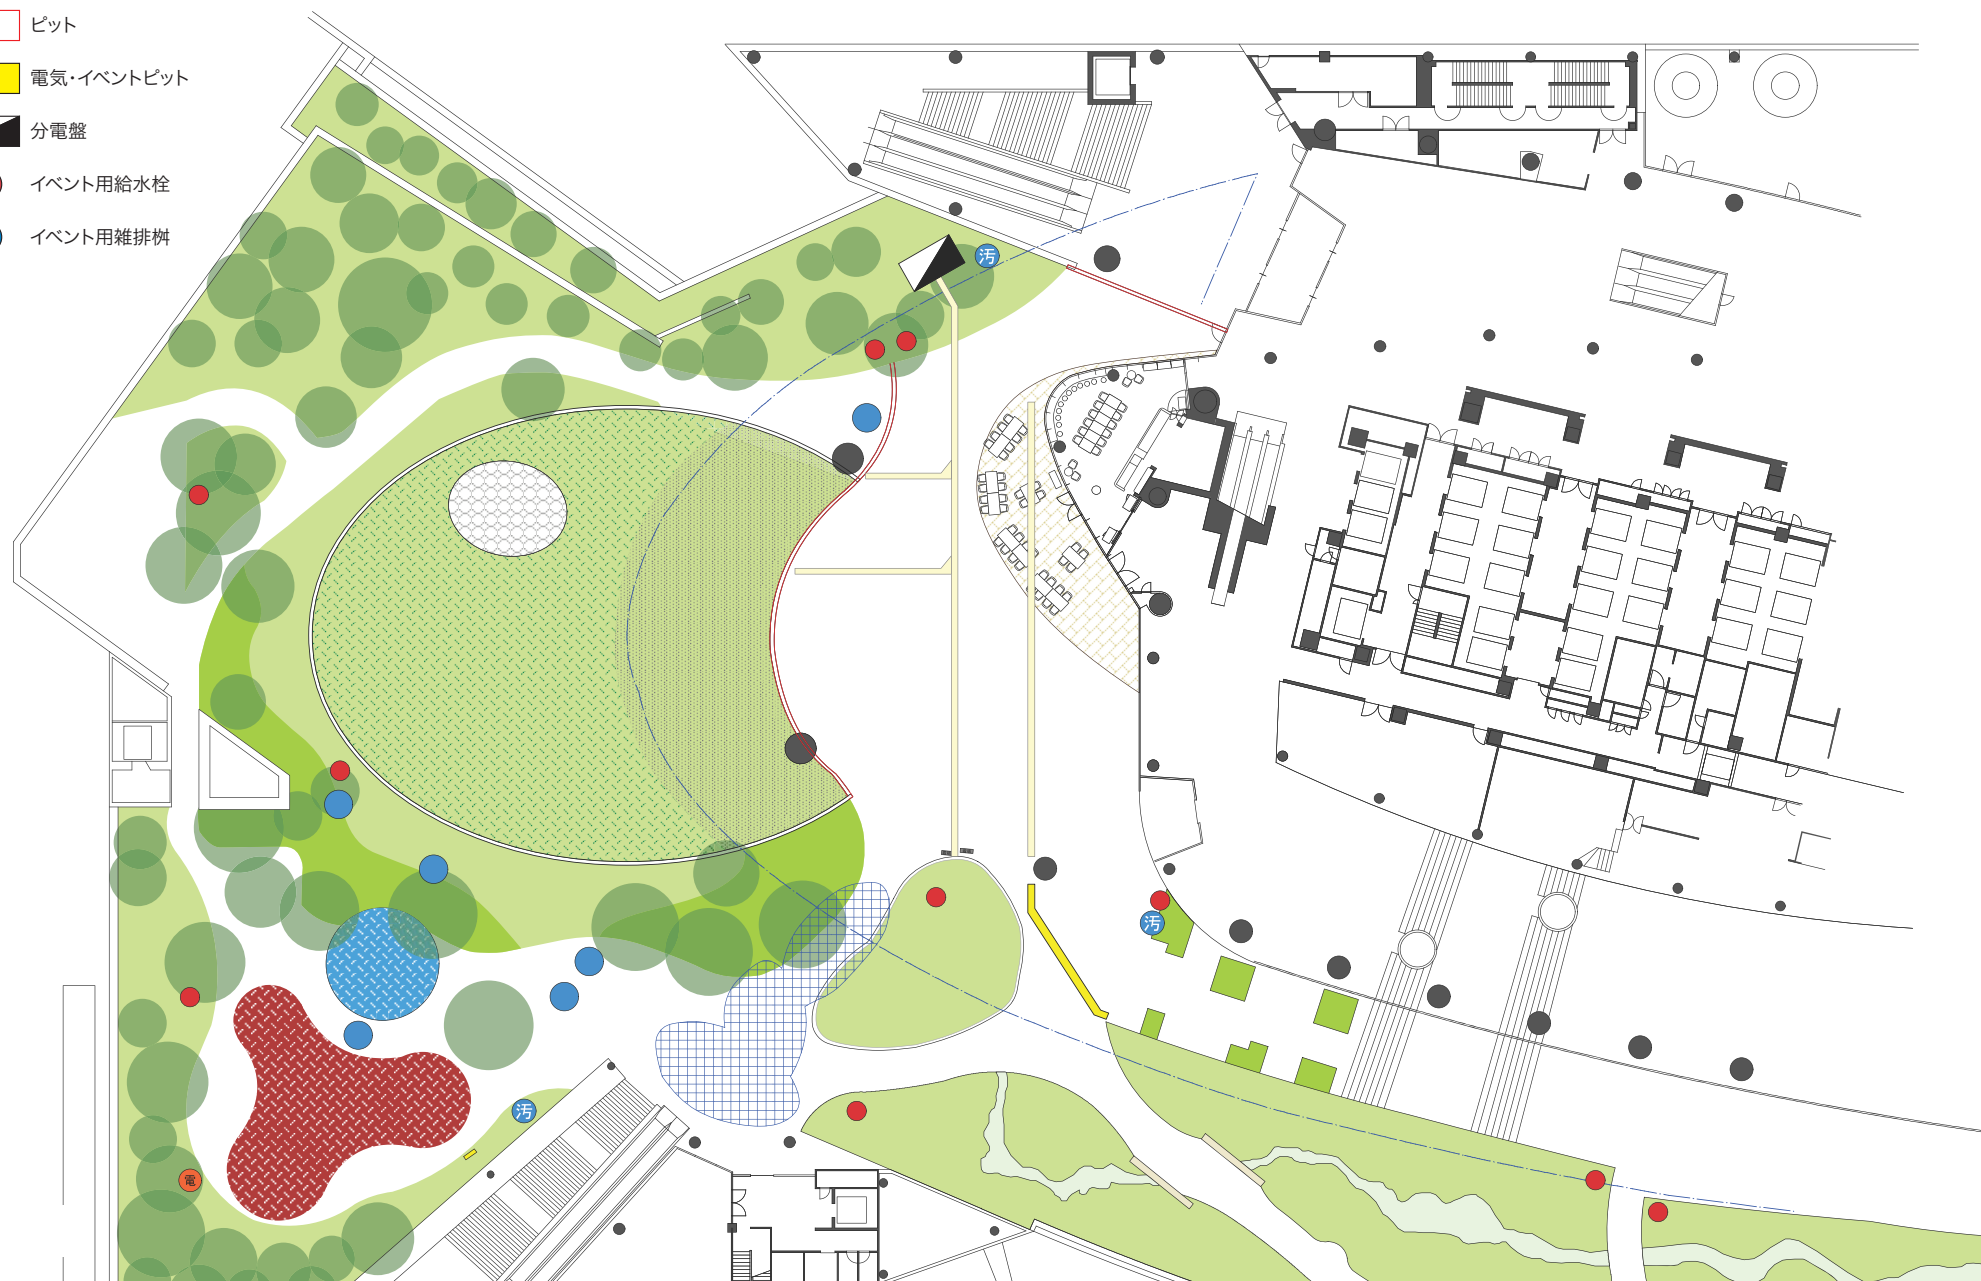 ピット
電気・イベントピット
分電盤
イベント用給水栓
イベント用雑排桝
汚
汚
汚
電